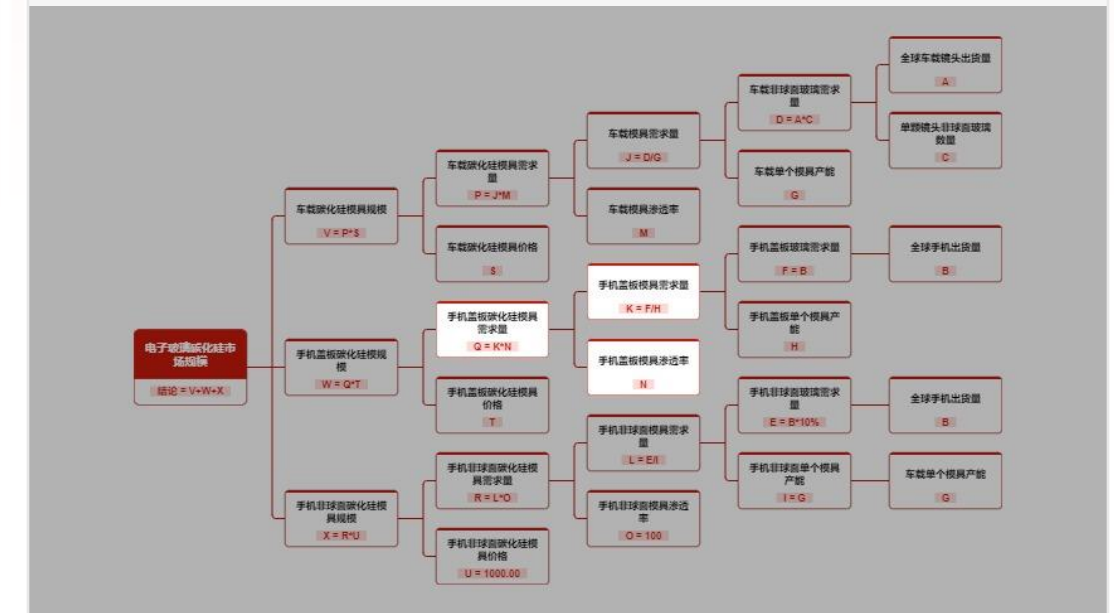 全球车载镜头出货量
A
车载非球面玻璃需求
量
D = A*C
单颗镜头非球面玻璃
数量
C
车载模具需求量
J = D/G
车载单个模具产能
G
车载碳化硅模具需求
量
P = J*M
车载模具渗透率
M
车载碳化硅模具规模
V = P*S
车载碳化硅模具价格
S
手机盖板玻璃需求量
F = B
全球手机出货量
B
手机盖板模具需求量
K = F/H
手机盖板单个模具产
能
H
手机盖板碳化硅模具
需求量
Q = K*N
手机盖板模具渗透率
N
电子玻璃碳化硅市
场规模
结论 = V+W+X
手机盖板碳化硅模规
模
W = Q*T
手机盖板碳化硅模具
价格
T
手机非球面玻璃需求
量
E = B*10%
全球手机出货量
B
手机非球面模具需求
量
L = E/I
手机非球面单个模具
产能
I = G
车载单个模具产能
G
手机非球面碳化硅模
具需求量
R = L*O
手机非球面模具渗透
率
O = 100
手机非球面碳化硅模
具规模
X = R*U
手机非球面碳化硅模
具价格
U = 1000.00